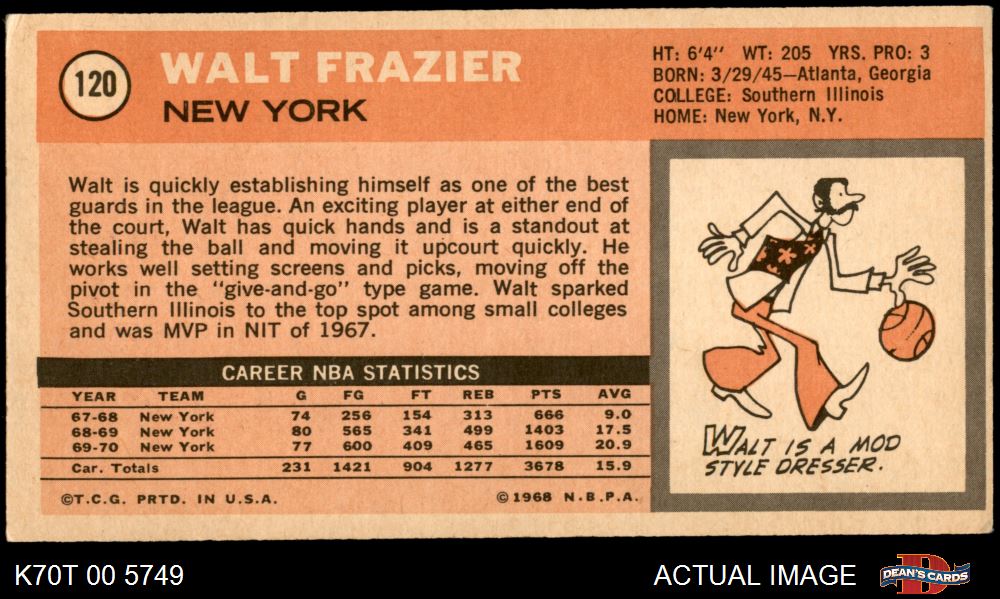 120
WALT FRAZIER
NEW YORK
HT: 6'4" WT: 205 YRS. PRO: 3
BORN: 3/29/45—Atlanta, Georgia
COLLEGE: Southern Illinois
HOME: New York, N.Y.
Walt is quickly establishing himself as one of the best
guards in the league. An exciting player at either end of
the court, Walt has quick hands and is a standout at
stealing the ball and moving it upcourt quickly. He
works well setting screens and picks, moving off the
pivot in the "give-and-go" type game. Walt sparked
Southern Illinois to the top spot among small colleges
and was MVP in NIT of 1967.
CAREER NBA STATISTICS
YEAR TEAM G FG FT REB PTS AVG
67-68 New York 74 256 154 313 666 9.0
68-69 New York 80 565 341 499 1403 17.5
69-70 New York 77 600 409 465 1609 20.9
Car. Totals 231 1421 904 1277 3678 15.9
©T.C.G. PRTD. IN U.S.A. ©1968 N.B.P.A.
WALT IS A MOD
STYLE DRESSER.
K70T 00 5749
ACTUAL IMAGE
D
DEAN'S CARDS